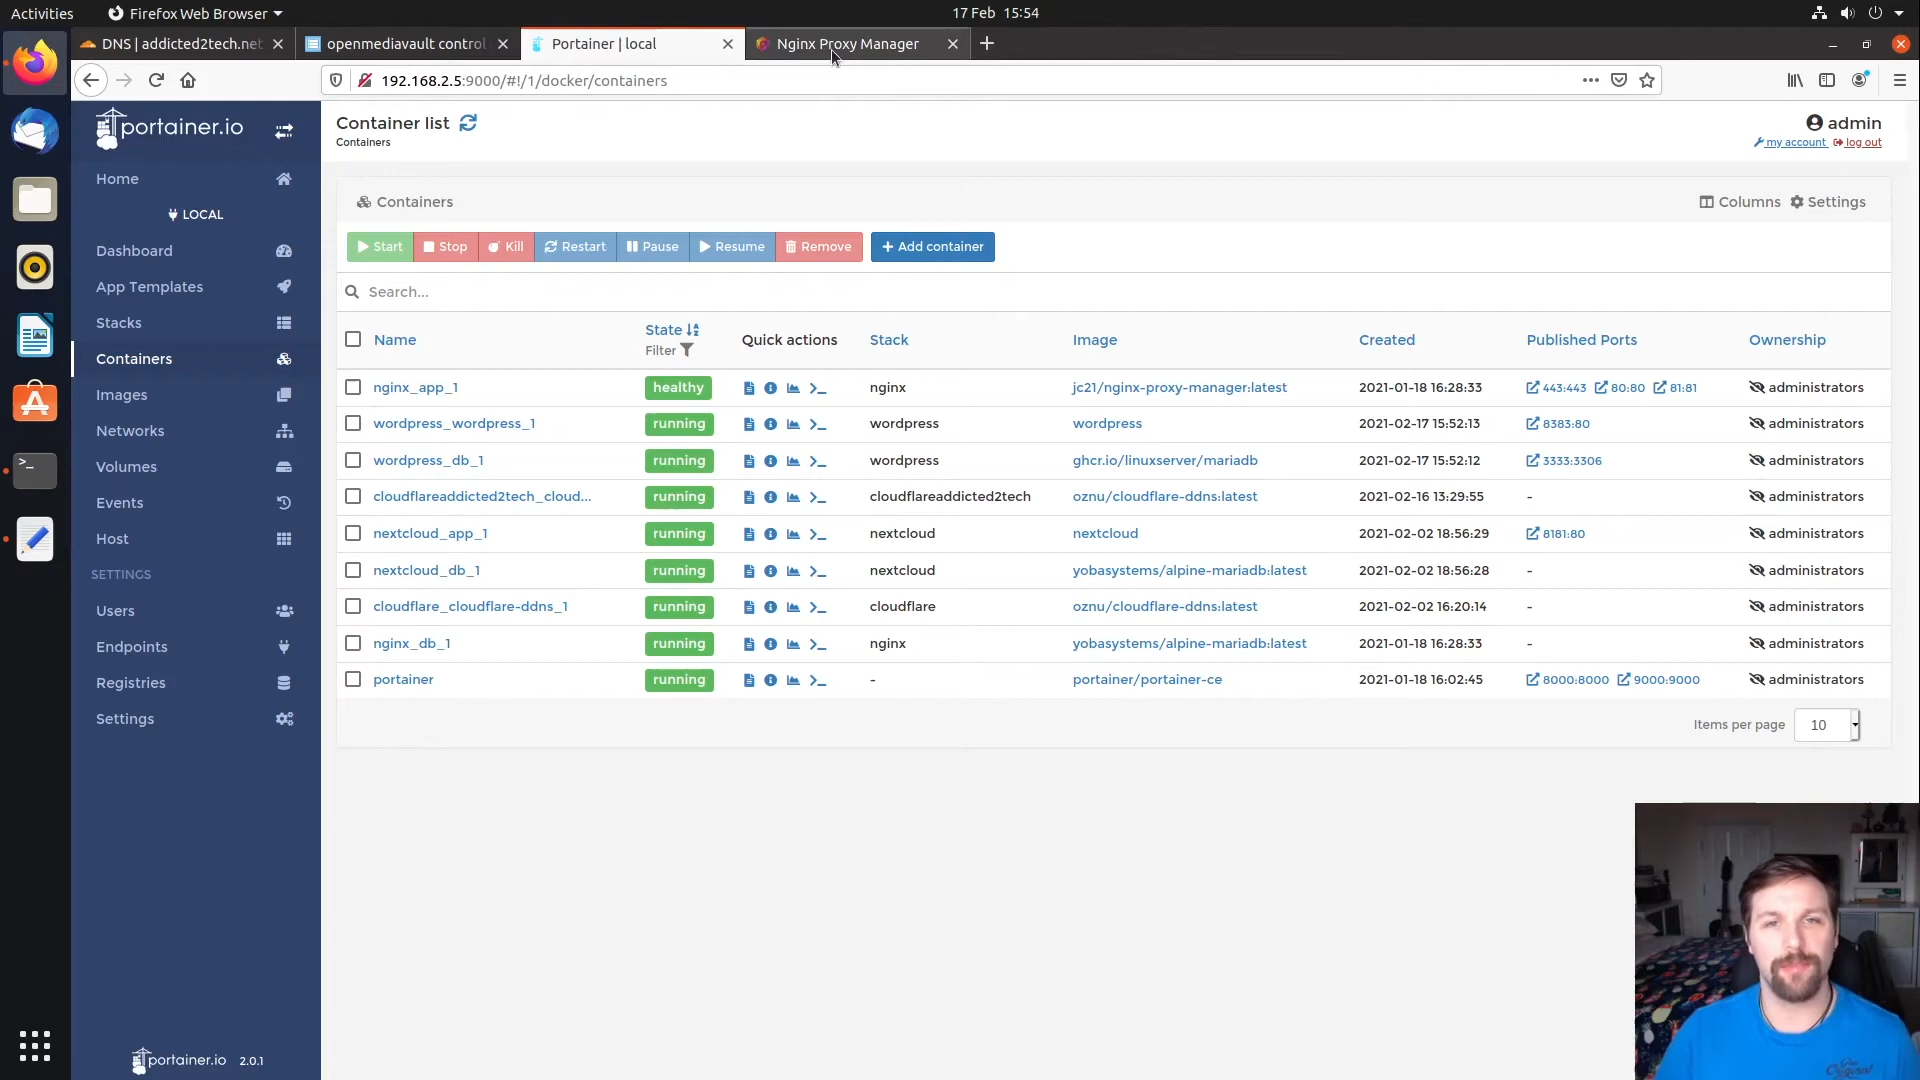 Activities
Firefox Web Browser
17 Feb 15:54
DNS | addicted2tech.net
openmediavault control
Portainer | local
Nginx Proxy Manager
192.168.2.5:9000/#!/1/docker/containers
portainer.io
Container list
Containers
admin
my account
log out
Home
LOCAL
Dashboard
App Templates
Stacks
Containers
Images
Networks
Volumes
Events
Host
SETTINGS
Users
Endpoints
Registries
Settings
portainer.io 2.0.1
Containers
Columns Settings
Start Stop Kill Restart Pause Resume Remove + Add container
Search...
Name State Filter Quick actions Stack Image Created Published Ports Ownership
nginx_app_1 healthy >_ nginx jc21/nginx-proxy-manager:latest 2021-01-18 16:28:33 443:443 80:80 81:81 administrators
wordpress_wordpress_1 running >_ wordpress wordpress 2021-02-17 15:52:13 8383:80 administrators
wordpress_db_1 running >_ wordpress ghcr.io/linuxserver/mariadb 2021-02-17 15:52:12 3333:3306 administrators
cloudflareaddicted2tech_cloud... running >_ cloudflareaddicted2tech oznu/cloudflare-ddns:latest 2021-02-16 13:29:55 - administrators
nextcloud_app_1 running >_ nextcloud nextcloud 2021-02-02 18:56:29 8181:80 administrators
nextcloud_db_1 running >_ nextcloud yobasystems/alpine-mariadb:latest 2021-02-02 18:56:28 - administrators
cloudflare_cloudflare-ddns_1 running >_ cloudflare oznu/cloudflare-ddns:latest 2021-02-02 16:20:14 - administrators
nginx_db_1 running >_ nginx yobasystems/alpine-mariadb:latest 2021-01-18 16:28:33 - administrators
portainer running >_ - portainer/portainer-ce 2021-01-18 16:02:45 8000:8000 9000:9000 administrators
Items per page 10